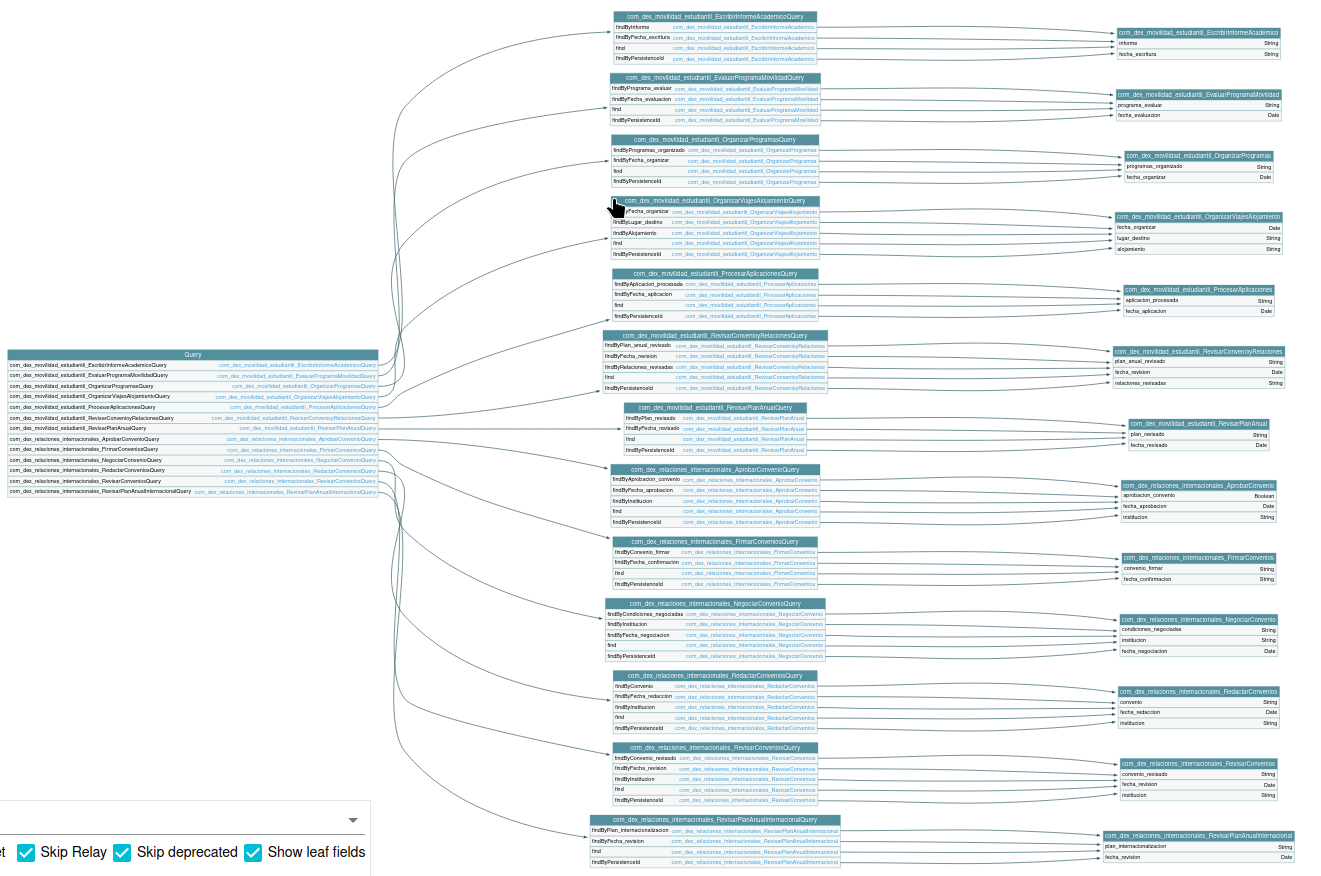 Query
com_dex_movilidad_estudiantil_EscribirInformeAcademicoQuery com_dex_movilidad_estudiantil_EscribirInformeAcademicoQuery
com_dex_movilidad_estudiantil_EvaluarProgramaMovilidadQuery com_dex_movilidad_estudiantil_EvaluarProgramaMovilidadQuery
com_dex_movilidad_estudiantil_OrganizarProgramasQuery com_dex_movilidad_estudiantil_OrganizarProgramasQuery
com_dex_movilidad_estudiantil_OrganizarViajesAlojamientoQuery com_dex_movilidad_estudiantil_OrganizarViajesAlojamientoQuery
com_dex_movilidad_estudiantil_ProcesarAplicacionesQuery com_dex_movilidad_estudiantil_ProcesarAplicacionesQuery
com_dex_movilidad_estudiantil_RevisarConvenioyRelacionesQuery com_dex_movilidad_estudiantil_RevisarConvenioyRelacionesQuery
com_dex_movilidad_estudiantil_RevisarPlanAnualQuery com_dex_movilidad_estudiantil_RevisarPlanAnualQuery
com_dex_relaciones_internacionales_AprobarConvenioQuery com_dex_relaciones_internacionales_AprobarConvenioQuery
com_dex_relaciones_internacionales_FirmarConveniosQuery com_dex_relaciones_internacionales_FirmarConveniosQuery
com_dex_relaciones_internacionales_NegociarConvenioQuery com_dex_relaciones_internacionales_NegociarConvenioQuery
com_dex_relaciones_internacionales_RedactarConveniosQuery com_dex_relaciones_internacionales_RedactarConveniosQuery
com_dex_relaciones_internacionales_RevisarConveniosQuery com_dex_relaciones_internacionales_RevisarConveniosQuery
com_dex_relaciones_internacionales_RevisarPlanAnualInternacionalQuery com_dex_relaciones_internacionales_RevisarPlanAnualInternacionalQuery
com_dex_movilidad_estudiantil_EscribirInformeAcademicoQuery
findByInforme com_dex_movilidad_estudiantil_EscribirInformeAcademico
findByFecha_escritura com_dex_movilidad_estudiantil_EscribirInformeAcademico
find com_dex_movilidad_estudiantil_EscribirInformeAcademico
findByPersistenceId com_dex_movilidad_estudiantil_EscribirInformeAcademico
com_dex_movilidad_estudiantil_EvaluarProgramaMovilidadQuery
findByPrograma_evaluar com_dex_movilidad_estudiantil_EvaluarProgramaMovilidad
findByFecha_evaluacion com_dex_movilidad_estudiantil_EvaluarProgramaMovilidad
find com_dex_movilidad_estudiantil_EvaluarProgramaMovilidad
findByPersistenceId com_dex_movilidad_estudiantil_EvaluarProgramaMovilidad
com_dex_movilidad_estudiantil_OrganizarProgramasQuery
findByProgramas_organizado com_dex_movilidad_estudiantil_OrganizarProgramas
findByFecha_organizar com_dex_movilidad_estudiantil_OrganizarProgramas
find com_dex_movilidad_estudiantil_OrganizarProgramas
findByPersistenceId com_dex_movilidad_estudiantil_OrganizarProgramas
com_dex_movilidad_estudiantil_OrganizarViajesAlojamientoQuery
yFecha_organizar com_dex_movilidad_estudiantil_OrganizarViajesAlojamiento
findByLugar_destino com_dex_movilidad_estudiantil_OrganizarViajesAlojamiento
findByAlojamiento com_dex_movilidad_estudiantil_OrganizarViajesAlojamiento
find com_dex_movilidad_estudiantil_OrganizarViajesAlojamiento
findByPersistenceId com_dex_movilidad_estudiantil_OrganizarViajesAlojamiento
com_dex_movilidad_estudiantil_ProcesarAplicacionesQuery
findByAplicacion_procesada com_dex_movilidad_estudiantil_ProcesarAplicaciones
findByFecha_aplicacion com_dex_movilidad_estudiantil_ProcesarAplicaciones
find com_dex_movilidad_estudiantil_ProcesarAplicaciones
findByPersistenceId com_dex_movilidad_estudiantil_ProcesarAplicaciones
com_dex_movilidad_estudiantil_RevisarConvenioyRelacionesQuery
findByPlan_anual_revisado com_dex_movilidad_estudiantil_RevisarConvenioyRelaciones
findByFecha_revision com_dex_movilidad_estudiantil_RevisarConvenioyRelaciones
findByRelaciones_revisadas com_dex_movilidad_estudiantil_RevisarConvenioyRelaciones
find com_dex_movilidad_estudiantil_RevisarConvenioyRelaciones
findByPersistenceId com_dex_movilidad_estudiantil_RevisarConvenioyRelaciones
com_dex_movilidad_estudiantil_RevisarPlanAnualQuery
findByPlan_revisado com_dex_movilidad_estudiantil_RevisarPlanAnual
findByFecha_revisado com_dex_movilidad_estudiantil_RevisarPlanAnual
find com_dex_movilidad_estudiantil_RevisarPlanAnual
findByPersistenceId com_dex_movilidad_estudiantil_RevisarPlanAnual
com_dex_relaciones_internacionales_AprobarConvenioQuery
findByAprobacion_convenio com_dex_relaciones_internacionales_AprobarConvenio
findByFecha_aprobacion com_dex_relaciones_internacionales_AprobarConvenio
findByInstitucion com_dex_relaciones_internacionales_AprobarConvenio
find com_dex_relaciones_internacionales_AprobarConvenio
findByPersistenceId com_dex_relaciones_internacionales_AprobarConvenio
com_dex_relaciones_internacionales_FirmarConveniosQuery
findByConvenio_firmar com_dex_relaciones_internacionales_FirmarConvenios
findByFecha_confirmacion com_dex_relaciones_internacionales_FirmarConvenios
find com_dex_relaciones_internacionales_FirmarConvenios
findByPersistenceId com_dex_relaciones_internacionales_FirmarConvenios
com_dex_relaciones_internacionales_NegociarConvenioQuery
findByCondiciones_negociadas com_dex_relaciones_internacionales_NegociarConvenio
findByInstitucion com_dex_relaciones_internacionales_NegociarConvenio
findByFecha_negociacion com_dex_relaciones_internacionales_NegociarConvenio
find com_dex_relaciones_internacionales_NegociarConvenio
findByPersistenceId com_dex_relaciones_internacionales_NegociarConvenio
com_dex_relaciones_internacionales_RedactarConveniosQuery
findByConvenio com_dex_relaciones_internacionales_RedactarConvenios
findByFecha_redaccion com_dex_relaciones_internacionales_RedactarConvenios
findByInstitucion com_dex_relaciones_internacionales_RedactarConvenios
find com_dex_relaciones_internacionales_RedactarConvenios
findByPersistenceId com_dex_relaciones_internacionales_RedactarConvenios
com_dex_relaciones_internacionales_RevisarConveniosQuery
findByConvenio_revisado com_dex_relaciones_internacionales_RevisarConvenios
findByFecha_revision com_dex_relaciones_internacionales_RevisarConvenios
findByInstitucion com_dex_relaciones_internacionales_RevisarConvenios
find com_dex_relaciones_internacionales_RevisarConvenios
findByPersistenceId com_dex_relaciones_internacionales_RevisarConvenios
com_dex_relaciones_internacionales_RevisarPlanAnualInternacionalQuery
findByPlan_internacionalizacion com_dex_relaciones_internacionales_RevisarPlanAnualInternacional
findByFecha_revision com_dex_relaciones_internacionales_RevisarPlanAnualInternacional
find com_dex_relaciones_internacionales_RevisarPlanAnualInternacional
findByPersistenceId com_dex_relaciones_internacionales_RevisarPlanAnualInternacional
com_dex_movilidad_estudiantil_EscribirInformeAcademico
informe String
fecha_escritura String
com_dex_movilidad_estudiantil_EvaluarProgramaMovilidad
programa_evaluar String
fecha_evaluacion Date
com_dex_movilidad_estudiantil_OrganizarProgramas
programas_organizado String
fecha_organizar Date
com_dex_movilidad_estudiantil_OrganizarViajesAlojamiento
fecha_organizar Date
lugar_destino String
alojamiento String
com_dex_movilidad_estudiantil_ProcesarAplicaciones
aplicacion_procesada String
fecha_aplicacion Date
com_dex_movilidad_estudiantil_RevisarConvenioyRelaciones
plan_anual_revisado String
fecha_revision Date
relaciones_revisadas String
com_dex_movilidad_estudiantil_RevisarPlanAnual
plan_revisado String
fecha_revisado Date
com_dex_relaciones_internacionales_AprobarConvenio
aprobacion_convenio Boolean
fecha_aprobacion Date
institucion String
com_dex_relaciones_internacionales_FirmarConvenios
convenio_firmar String
fecha_confirmacion String
com_dex_relaciones_internacionales_NegociarConvenio
condiciones_negociadas String
institucion String
fecha_negociacion Date
com_dex_relaciones_internacionales_RedactarConvenios
convenio String
fecha_redaccion Date
institucion String
com_dex_relaciones_internacionales_RevisarConvenios
convenio_revisado String
fecha_revision Date
institucion String
com_dex_relaciones_internacionales_RevisarPlanAnualInternacional
plan_internacionalizacion String
fecha_revision Date
et Skip Relay Skip deprecated Show leaf fields